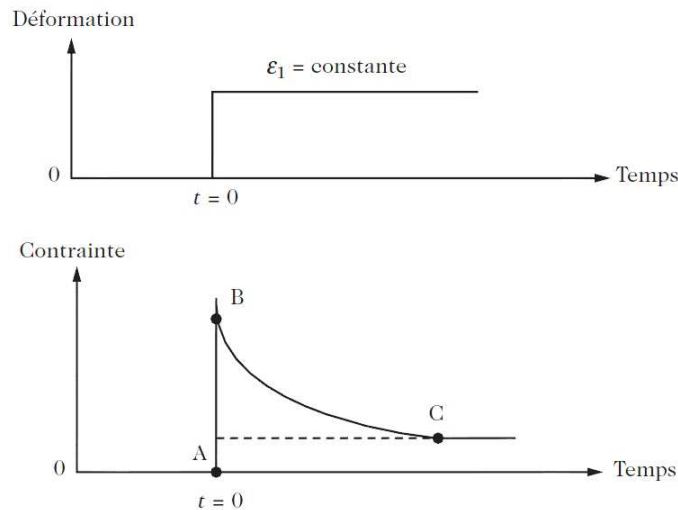 Déformation
ε₁ = constante
0
Temps
t = 0
Contrainte
B
C
A
0
Temps
t = 0